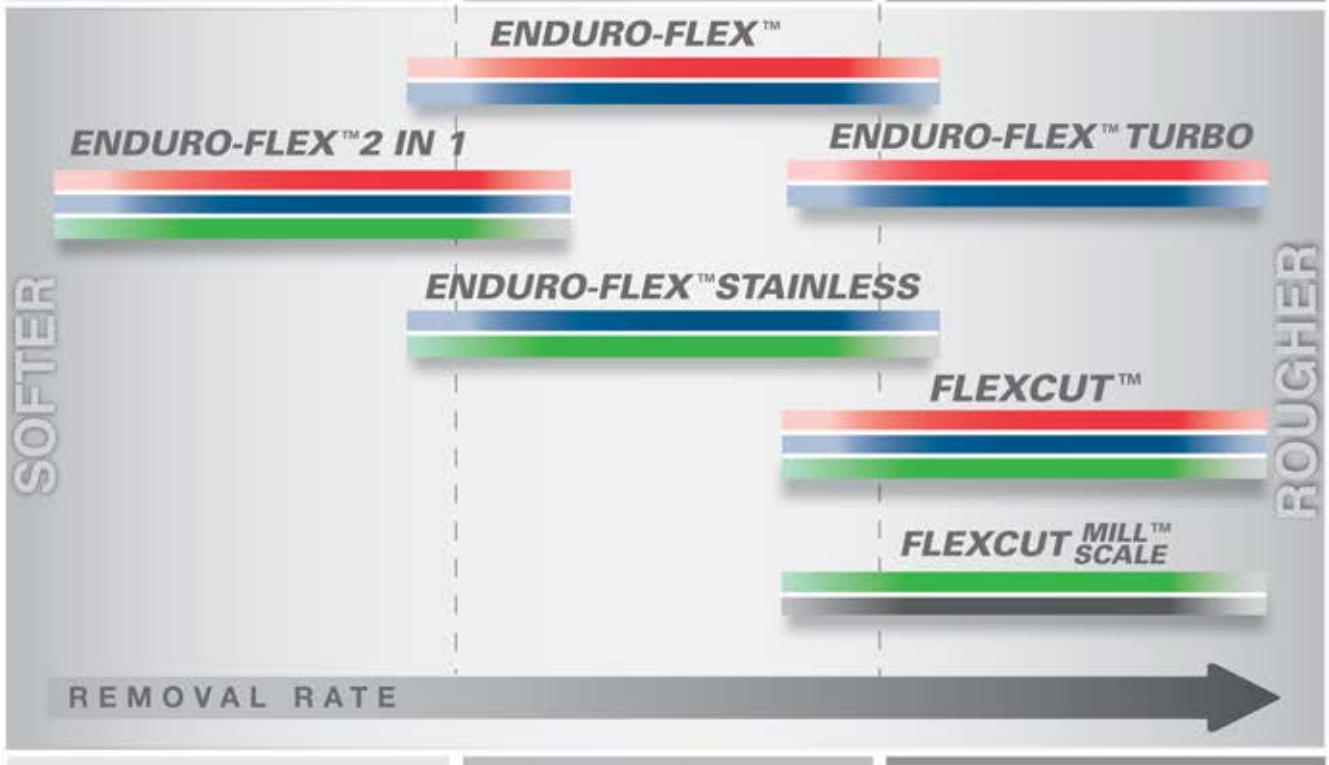 ENDURO-FLEX™
ENDURO-FLEX™2 IN 1
ENDURO-FLEX™ TURBO
ENDURO-FLEX™STAINLESS
FLEXCUT™
FLEXCUT MILL™ SCALE
SOFTER
ROUGHER
REMOVAL RATE